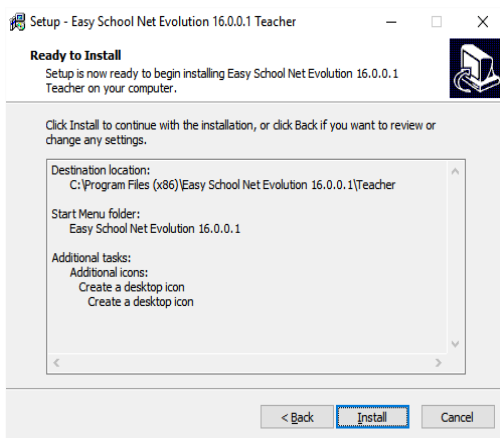 Setup - Easy School Net Evolution 16.0.0.1 Teacher
Ready to Install
Setup is now ready to begin installing Easy School Net Evolution 16.0.0.1
Teacher on your computer.
Click Install to continue with the installation, or click Back if you want to review or
change any settings.
Destination location:
C:\Program Files (x86)\Easy School Net Evolution 16.0.0.1\Teacher
Start Menu folder:
Easy School Net Evolution 16.0.0.1
Additional tasks:
Additional icons:
Create a desktop icon
Create a desktop icon
< Back Install Cancel